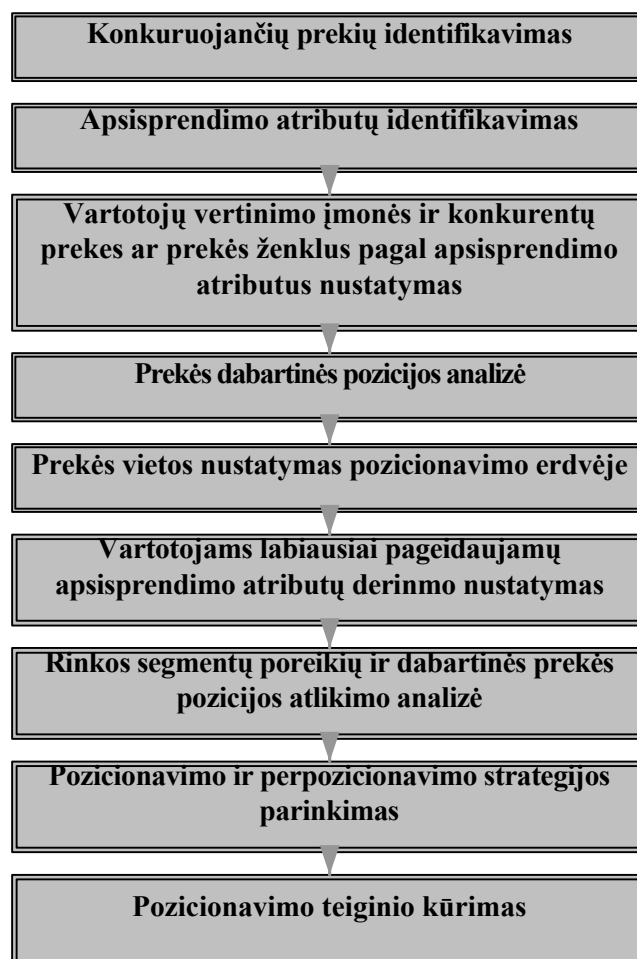 Konkuruojančių prekių identifikavimas
Apsisprendimo atributų identifikavimas
Vartotojų vertinimo įmonės ir konkurentų
prekes ar prekės ženklus pagal apsisprendimo
atributus nustatymas
Prekės dabartinės pozicijos analizė
Prekės vietos nustatymas pozicionavimo erdvėje
Vartotojams labiausiai pageidaujamų
apsisprendimo atributų derinmo nustatymas
Rinkos segmentų poreikių ir dabartinės prekės
pozicijos atlikimo analizė
Pozicionavimo ir perpozicionavimo strategijos
parinkimas
Pozicionavimo teiginio kūrimas